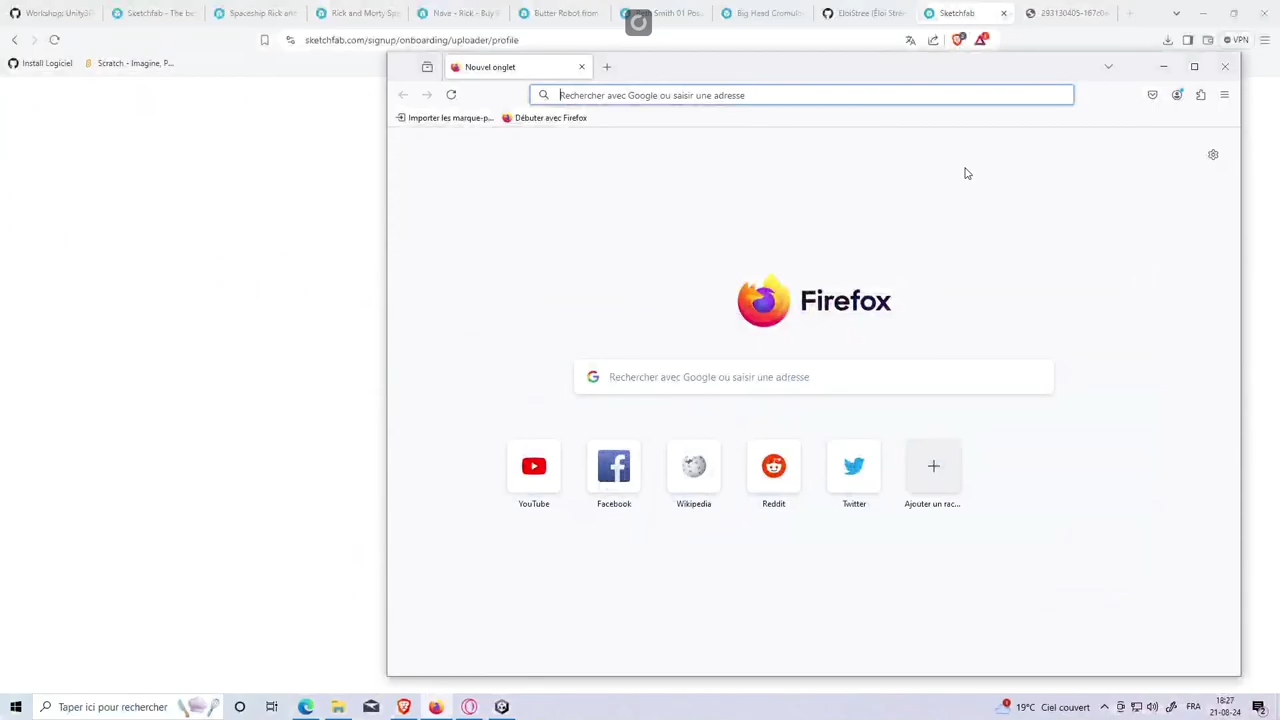 Workshop: UnityGi
Sketchfab - The be
Spaceship Rick and
Rick and Morty Spa
Nave - Rick - Buy R
Butter Robot from
Smith 01 Pos
Big Head Cromul
EloiStree (Eloi Stré
Sketchfab
sketchfab.com/signup/onboarding/uploader/profile
VPN
Install Logiciel
Scratch - Imagine, P...
Nouvel onglet
Rechercher avec Google ou saisir une adresse
Importer les marque-p...
Débuter avec Firefox
Firefox
Rechercher avec Google ou saisir une adresse
YouTube
Facebook
Wikipedia
Reddit
Twitter
Ajouter un rac...
Taper ici pour rechercher
19°C Ciel couvert
FRA
18:27
21-08-24